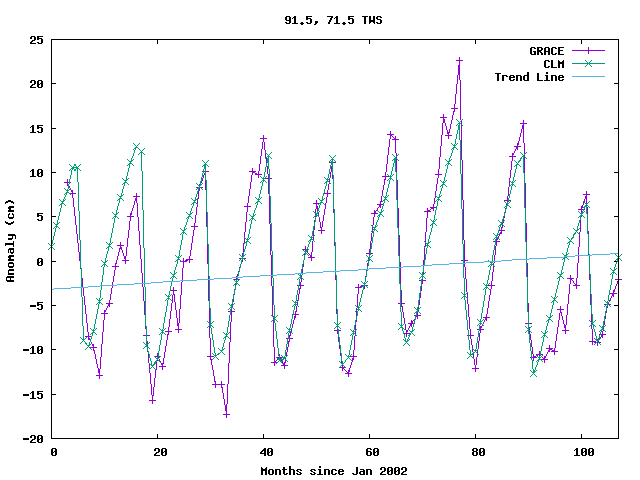 91.5, 71.5 TWS
GRACE
CLM
Trend Line
25
20
15
10
5
0
-5
-10
-15
-20
Anomaly (cm)
0 20 40 60 80 100
Months since Jan 2002